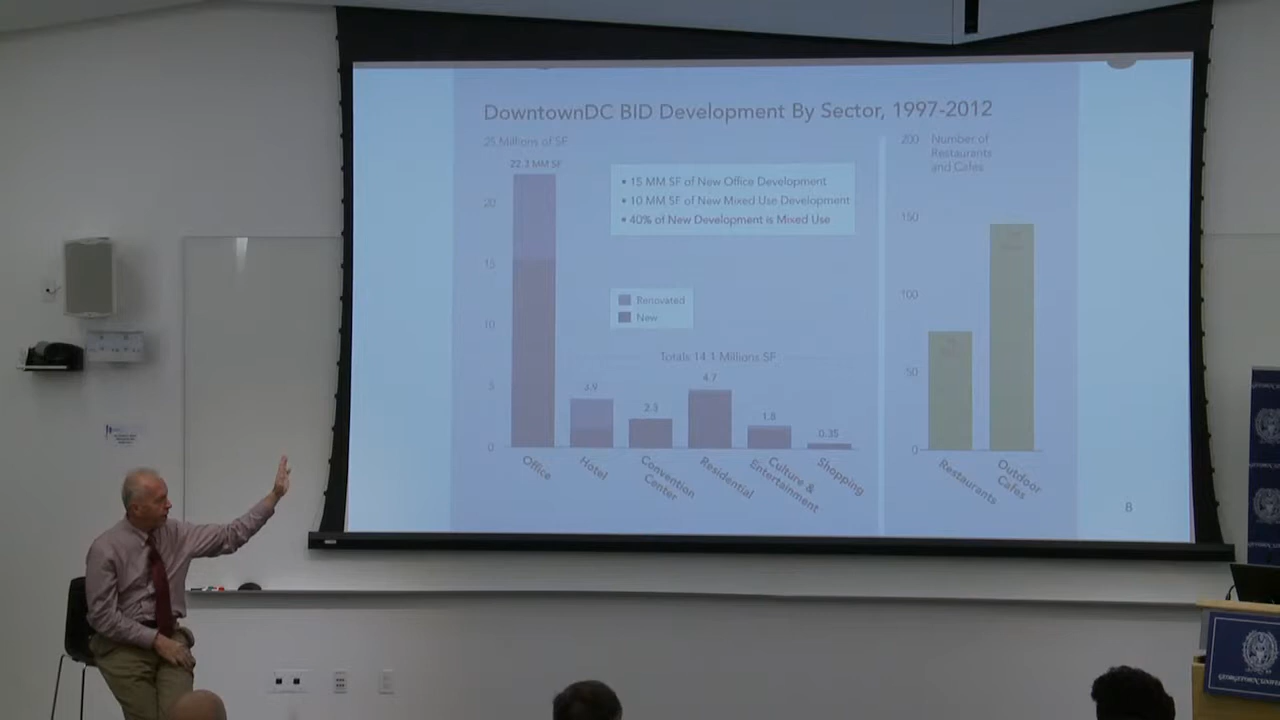 DowntownDC BID Development By Sector, 1997-2012
25 Millions of SF
22.1 MM SF
20
15
10
5
0
• 15 MM SF of New Office Development
• 10 MM SF of New Mixed Use Development
• 40% of New Development is Mixed Use
Renovated
New
Totals 14.1 Millions SF
3.9
2.3
4.7
1.8
0.35
Office
Hotel
Convention
Center
Residential
Culture &
Entertainment
Shopping
200
Number of
Restaurants
and Cafes
150
100
50
0
Restaurants
Outdoor
Cafes
8